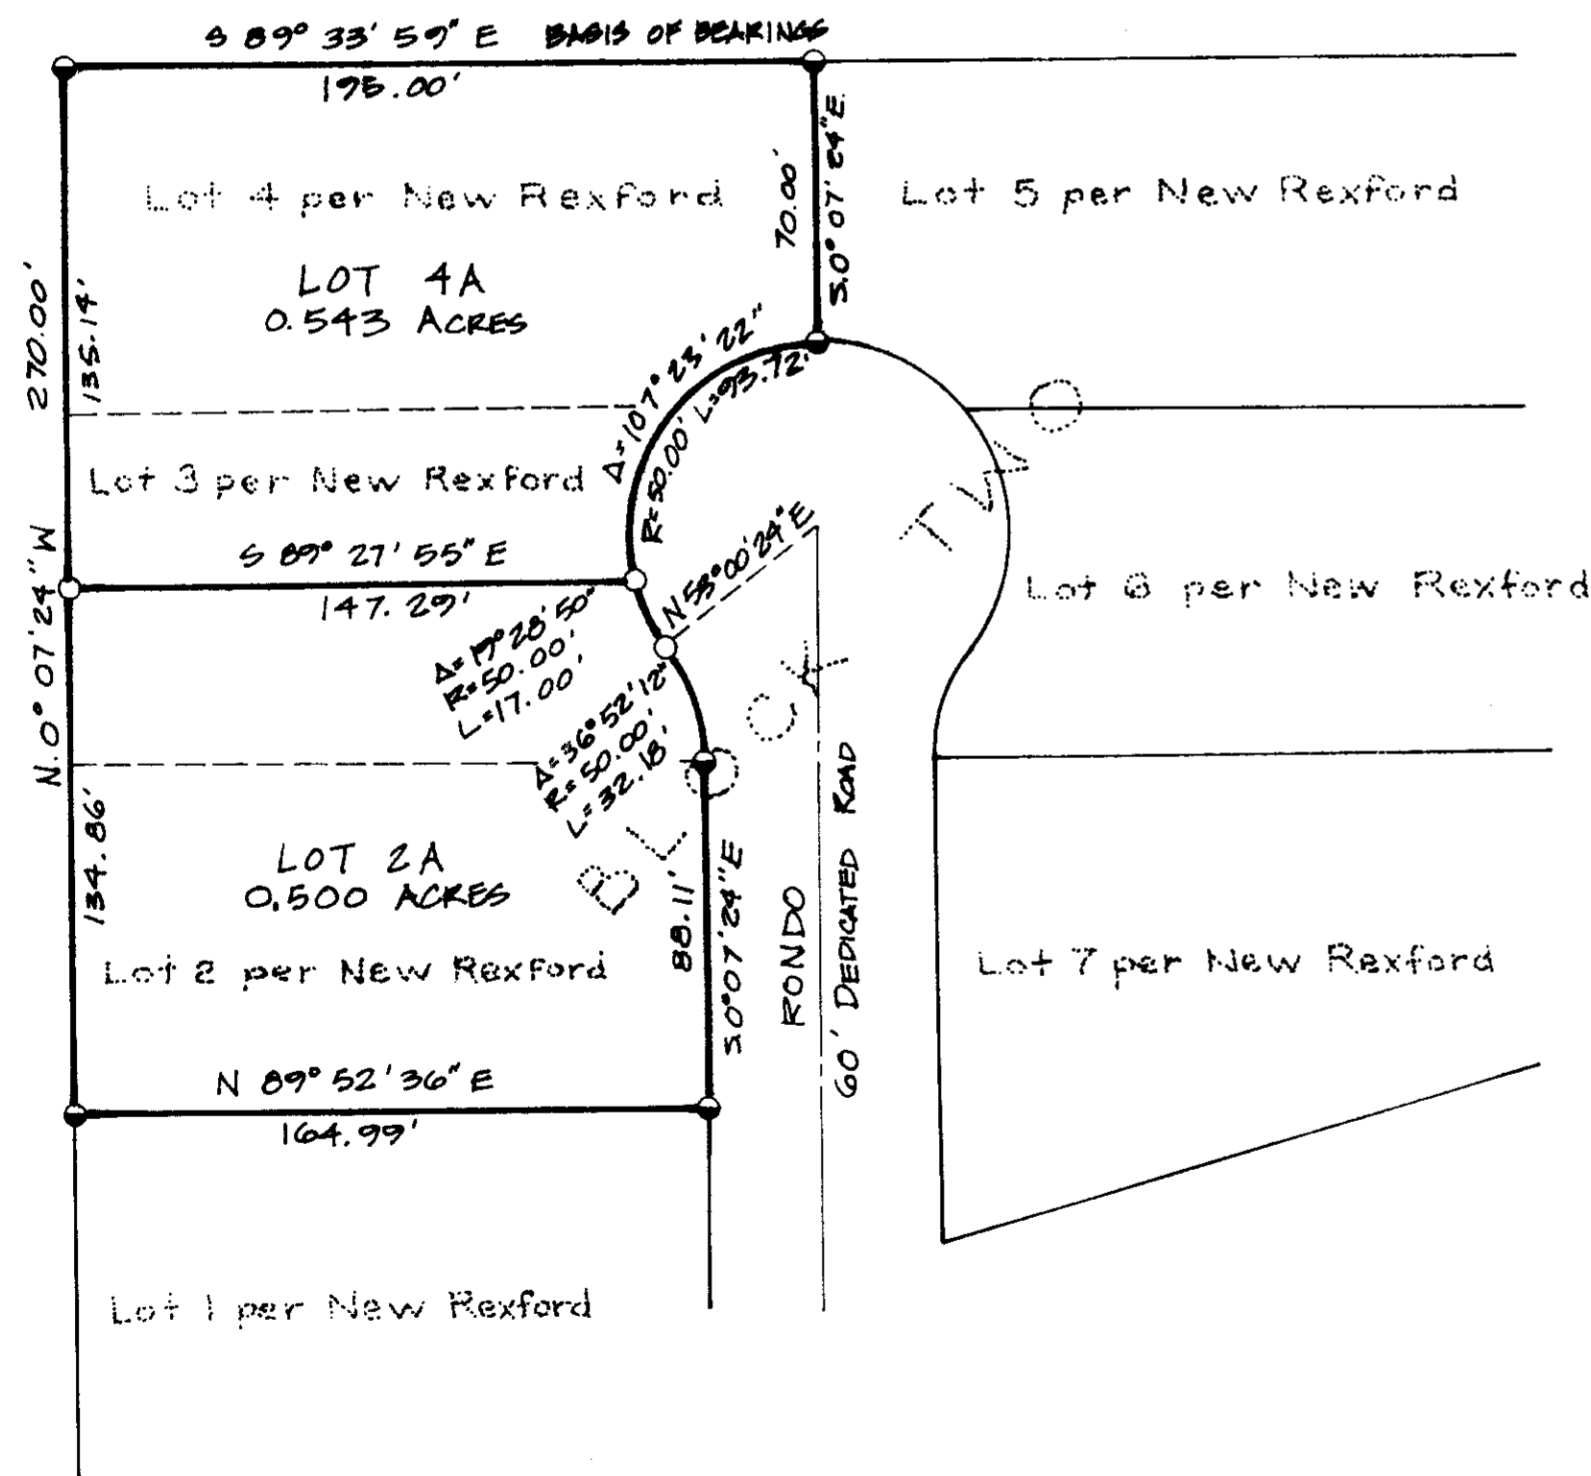 S 89° 33' 59" E BASIS OF BEARINGS
195.00'
70.00'
S.0°07'24"E.
Lot 4 per New Rexford
Lot 5 per New Rexford
LOT 4A
0.543 ACRES
270.00'
135.14'
Δ=107°23'22"
R=50.00' L=93.72'
Lot 3 per New Rexford
S 89° 27' 55" E
147.29'
N 53°00'24"E
Lot 6 per New Rexford
N.0°07'24"W
Δ=19°28'50"
R=50.00'
L=17.00'
Δ=36°52'12"
R=50.00'
L=32.18'
BLOCK TWO
134.86'
LOT 2A
0.500 ACRES
88.11'
S.0°07'24"E
RONDO
60' DEDICATED ROAD
Lot 2 per New Rexford
Lot 7 per New Rexford
N 89° 52' 36" E
164.99'
Lot 1 per New Rexford